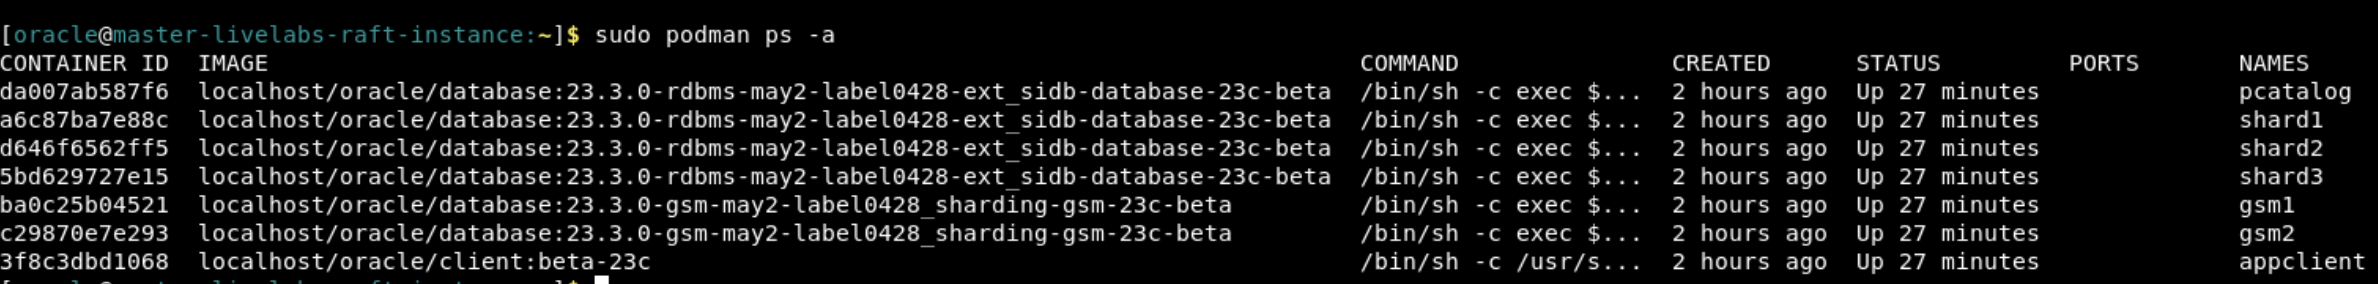 [oracle@master-livelabs-raft-instance:~]$ sudo podman ps -a
CONTAINER ID  IMAGE  COMMAND  CREATED  STATUS  PORTS  NAMES
da007ab587f6  localhost/oracle/database:23.3.0-rdbms-may2-label0428-ext_sidb-database-23c-beta  /bin/sh -c exec $...  2 hours ago  Up 27 minutes  pcatalog
a6c87ba7e88c  localhost/oracle/database:23.3.0-rdbms-may2-label0428-ext_sidb-database-23c-beta  /bin/sh -c exec $...  2 hours ago  Up 27 minutes  shard1
d646f6562ff5  localhost/oracle/database:23.3.0-rdbms-may2-label0428-ext_sidb-database-23c-beta  /bin/sh -c exec $...  2 hours ago  Up 27 minutes  shard2
5bd629727e15  localhost/oracle/database:23.3.0-rdbms-may2-label0428-ext_sidb-database-23c-beta  /bin/sh -c exec $...  2 hours ago  Up 27 minutes  shard3
ba0c25b04521  localhost/oracle/database:23.3.0-gsm-may2-label0428_sharding-gsm-23c-beta  /bin/sh -c exec $...  2 hours ago  Up 27 minutes  gsm1
c29870e7e293  localhost/oracle/database:23.3.0-gsm-may2-label0428_sharding-gsm-23c-beta  /bin/sh -c exec $...  2 hours ago  Up 27 minutes  gsm2
3f8c3dbd1068  localhost/oracle/client:beta-23c  /bin/sh -c /usr/s...  2 hours ago  Up 27 minutes  appclient